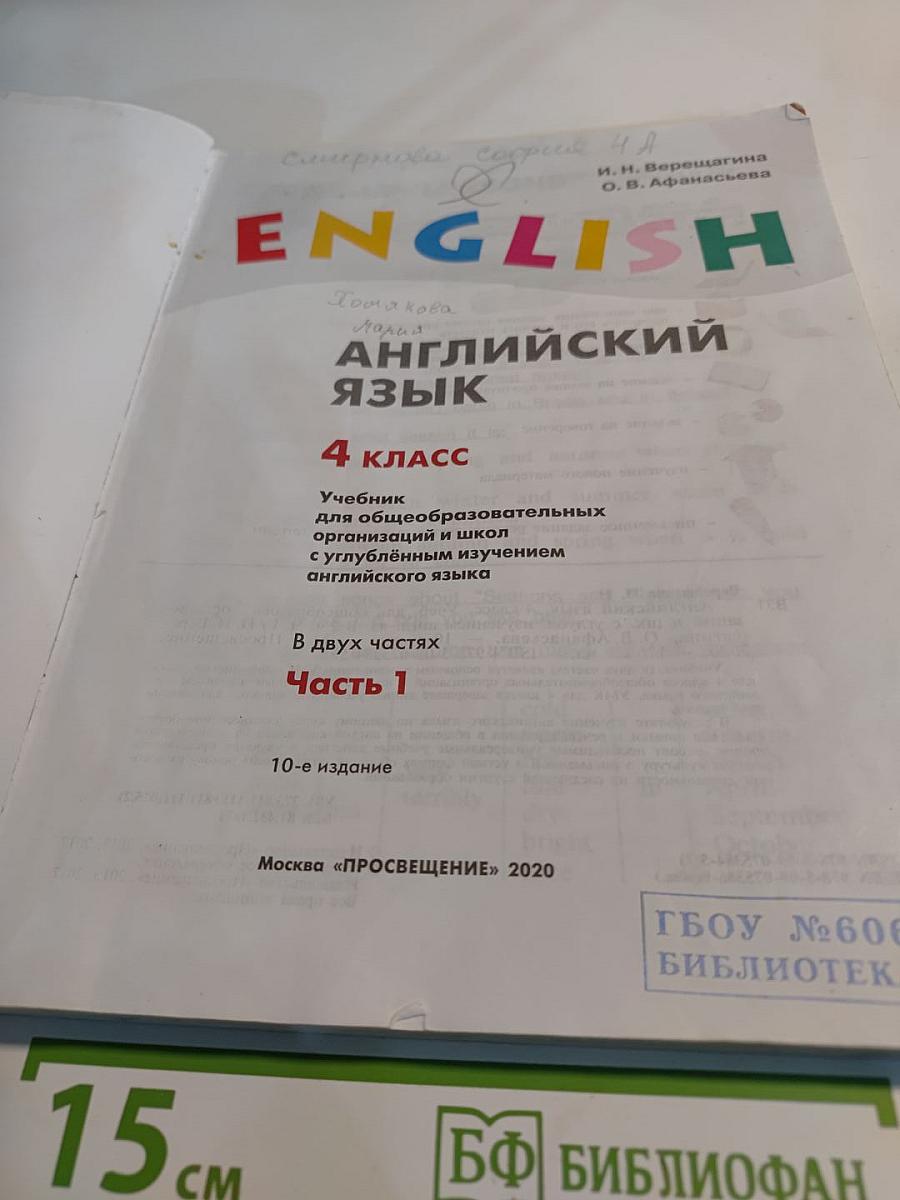 Смирнова София 4 А
И. Н. Верещагина
О. В. Афанасьева
ENGLISH
Хомякова
Мария
АНГЛИЙСКИЙ
ЯЗЫК
4 КЛАСС
Учебник
для общеобразовательных
организаций и школ
с углублённым изучением
английского языка
В двух частях
Часть 1
10-е издание
Москва «ПРОСВЕЩЕНИЕ» 2020
ГБОУ №606
БИБЛИОТЕК
15 см
БФ БИБЛИОФАН